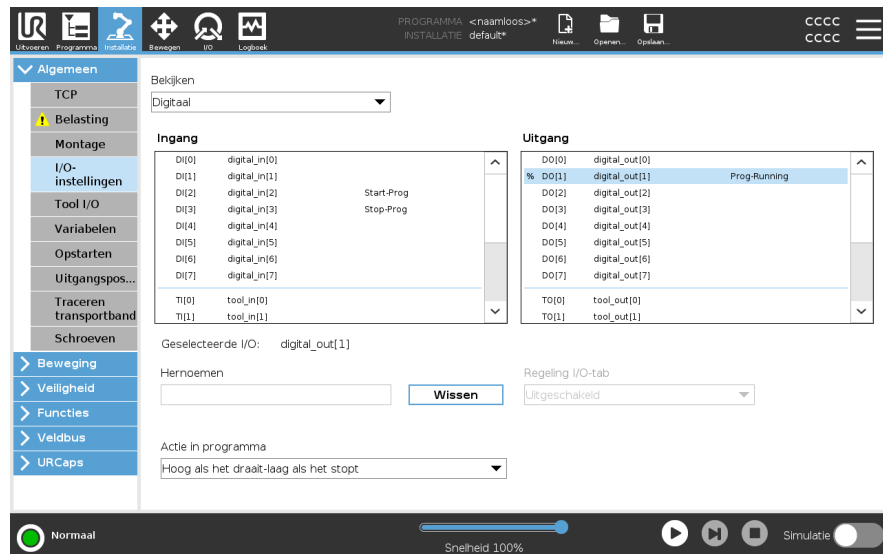 PROGRAMMA <naamloos>*
INSTALLATIE default*
CCCC
CCCC
Uitvoeren Programma Installatie Bewegen I/O Logboek Nieuw... Openen... Opslaan...
Algemeen
TCP
Belasting
Montage
I/O-
instellingen
Tool I/O
Variabelen
Opstarten
Uitgangspos...
Traceren
transportband
Schroeven
Beweging
Veiligheid
Functies
Veldbus
URCaps
Bekijken
Digitaal
Ingang
DI[0] digital_in[0]
DI[1] digital_in[1]
DI[2] digital_in[2] Start-Prog
DI[3] digital_in[3] Stop-Prog
DI[4] digital_in[4]
DI[5] digital_in[5]
DI[6] digital_in[6]
DI[7] digital_in[7]
TI[0] tool_in[0]
TI[1] tool_in[1]
Uitgang
DO[0] digital_out[0]
% DO[1] digital_out[1] Prog-Running
DO[2] digital_out[2]
DO[3] digital_out[3]
DO[4] digital_out[4]
DO[5] digital_out[5]
DO[6] digital_out[6]
DO[7] digital_out[7]
TO[0] tool_out[0]
TO[1] tool_out[1]
Geselecteerde I/O: digital_out[1]
Hernoemen
Wissen
Regeling I/O-tab
Uitgeschakeld
Actie in programma
Hoog als het draait-laag als het stopt
Normaal
Snelheid 100%
Simulatie